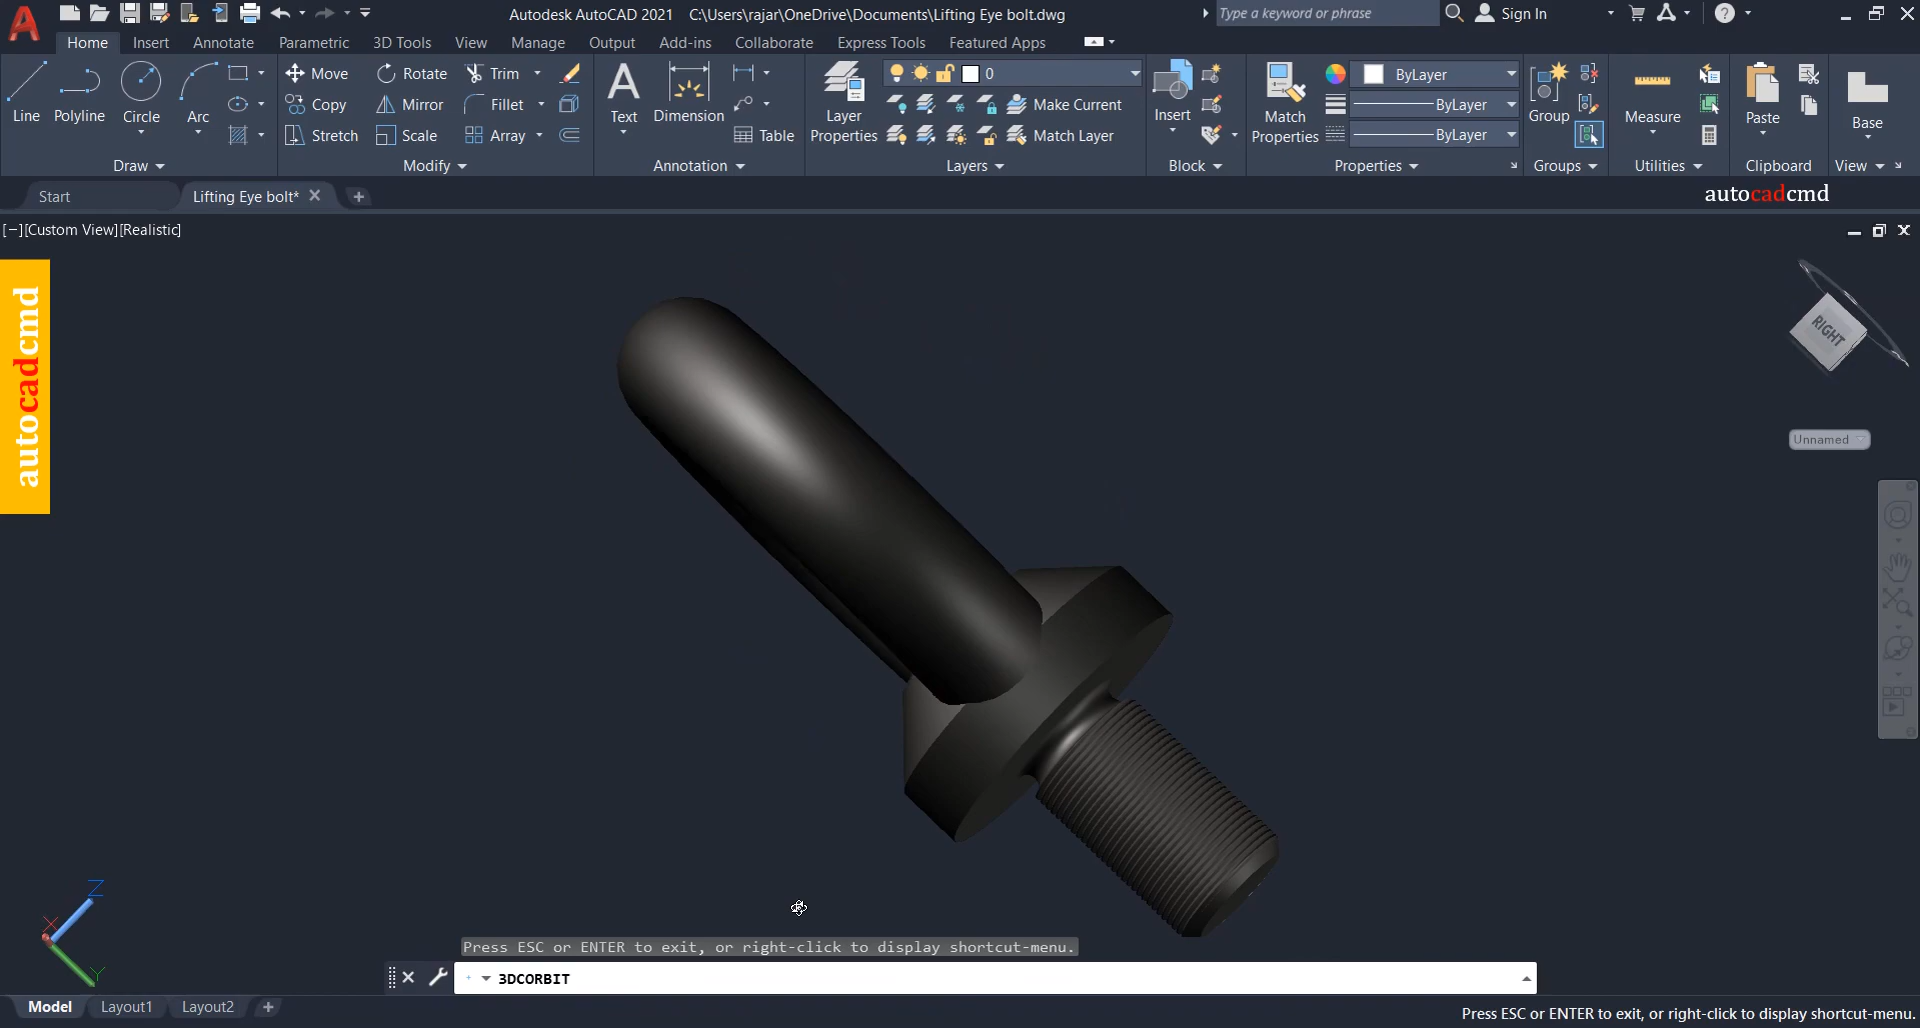 Autodesk AutoCAD 2021 C:\Users\rajar\OneDrive\Documents\Lifting Eye bolt.dwg
Type a keyword or phrase
Sign In
Home Insert Annotate Parametric 3D Tools View Manage Output Add-ins Collaborate Express Tools Featured Apps
Line Polyline Circle Arc
Move Rotate Trim
Copy Mirror Fillet
Stretch Scale Array
Text Dimension Table
Layer Properties
0
Make Current
Match Layer
Insert
Match Properties
ByLayer
ByLayer
ByLayer
Group
Measure
Paste
Base
Draw Modify Annotation Layers Block Properties Groups Utilities Clipboard View
Start
Lifting Eye bolt*
autocadcmd
[−][Custom View][Realistic]
autocadcmd
RIGHT
Unnamed
Z
X
Y
Press ESC or ENTER to exit, or right-click to display shortcut-menu.
3DCORBIT
Model Layout1 Layout2
Press ESC or ENTER to exit, or right-click to display shortcut-menu.